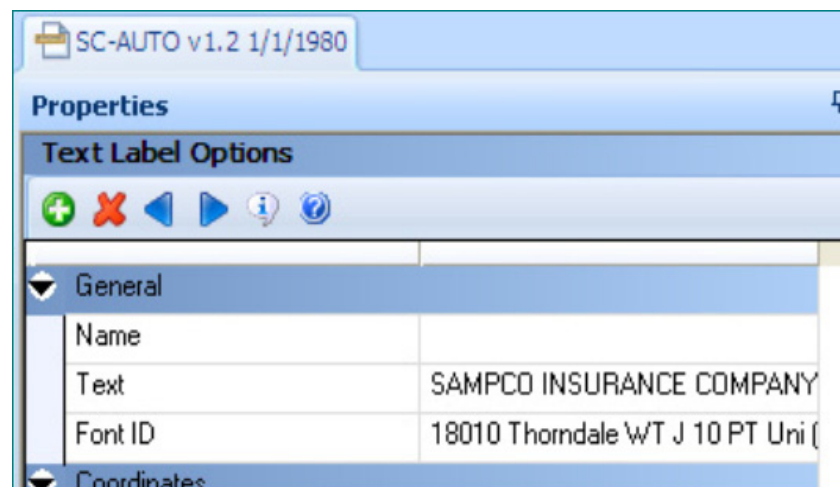 SC-AUTO v1.2 1/1/1980
Properties
Text Label Options
General
Name
Text SAMPCO INSURANCE COMPANY
Font ID 18010 Thorndale WT J 10 PT Uni (
Coordinates